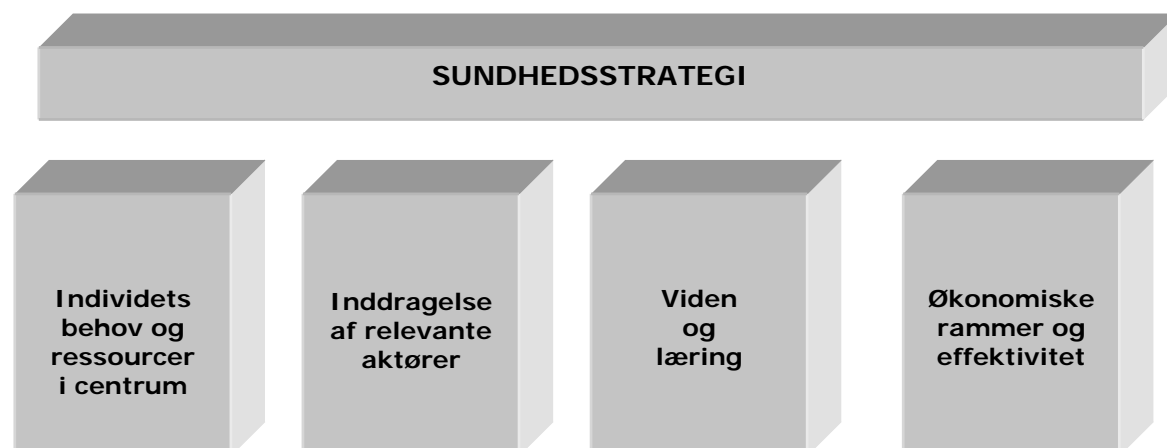 SUNDHEDSSTRATEGI
Individets
behov og
ressourcer
i centrum
Inddragelse
af relevante
aktører
Viden
og
læring
Økonomiske
rammer og
effektivitet